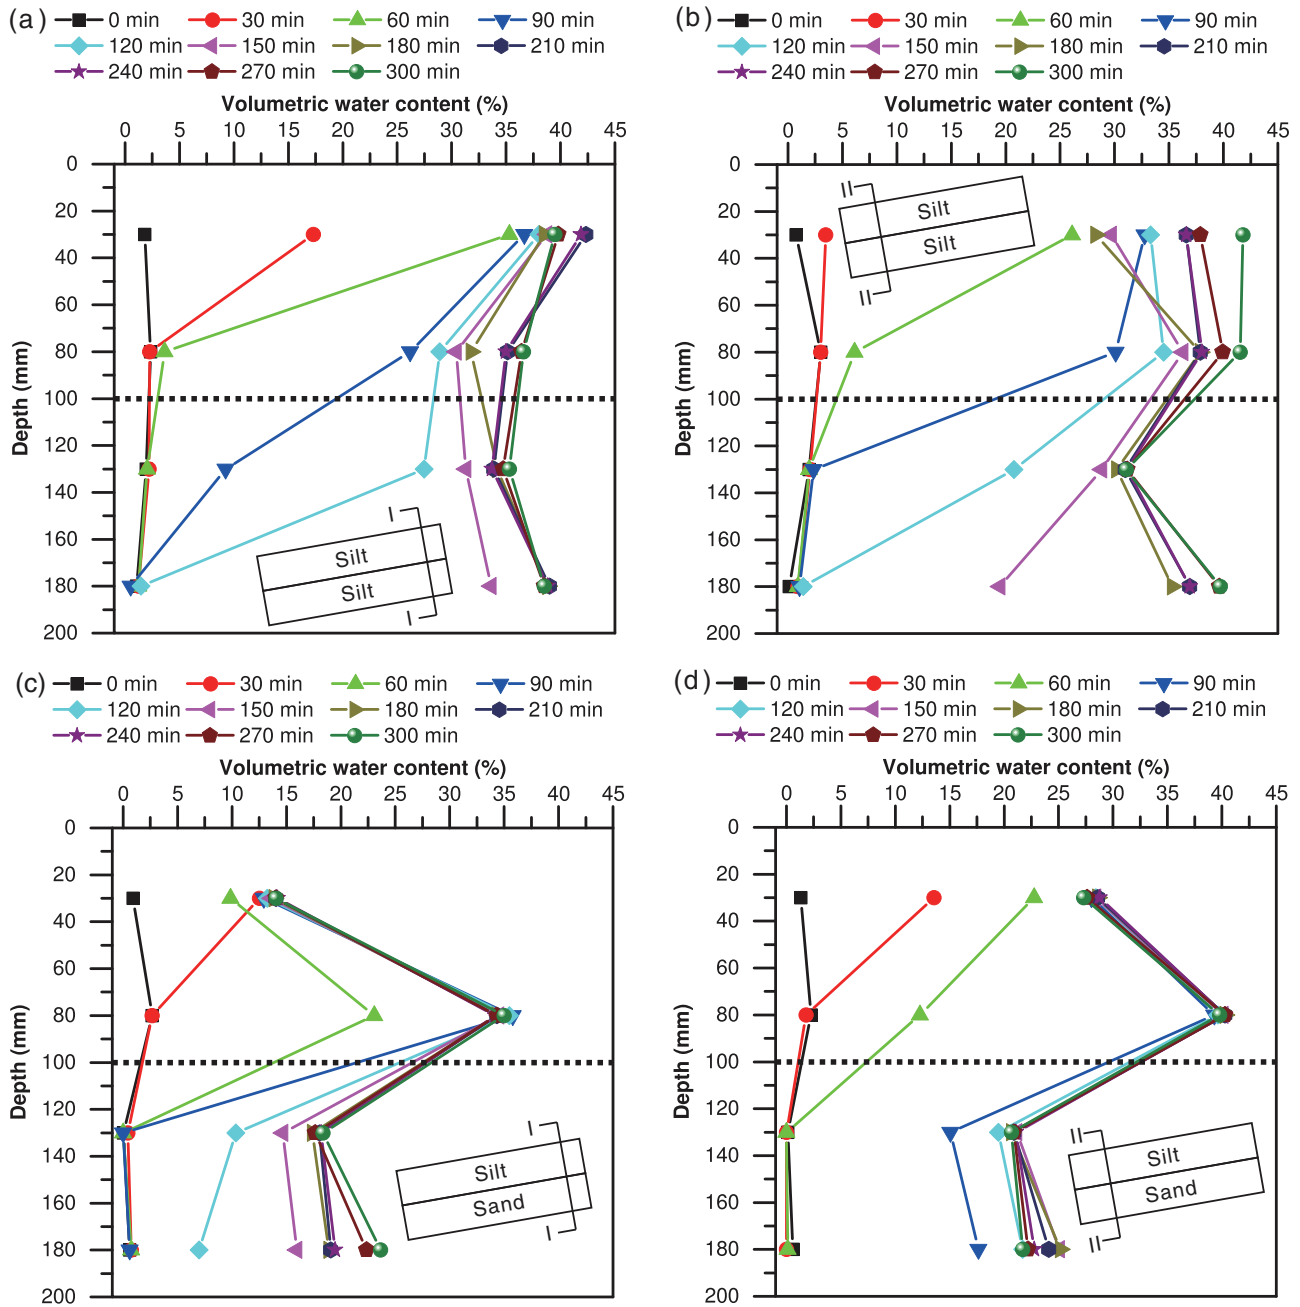 (a) 0 min 30 min 60 min 90 min
120 min 150 min 180 min 210 min
240 min 270 min 300 min
Volumetric water content (%)
0 5 10 15 20 25 30 35 40 45
Depth (mm)
0
20
40
60
80
100
120
140
160
180
200
I
Silt
Silt
I
(b) 0 min 30 min 60 min 90 min
120 min 150 min 180 min 210 min
240 min 270 min 300 min
Volumetric water content (%)
0 5 10 15 20 25 30 35 40 45
Depth (mm)
0
20
40
60
80
100
120
140
160
180
200
II
Silt
Silt
II
(c) 0 min 30 min 60 min 90 min
120 min 150 min 180 min 210 min
240 min 270 min 300 min
Volumetric water content (%)
0 5 10 15 20 25 30 35 40 45
Depth (mm)
0
20
40
60
80
100
120
140
160
180
200
I
Silt
Sand
I
(d) 0 min 30 min 60 min 90 min
120 min 150 min 180 min 210 min
240 min 270 min 300 min
Volumetric water content (%)
0 5 10 15 20 25 30 35 40 45
Depth (mm)
0
20
40
60
80
100
120
140
160
180
200
II
Silt
Sand
II